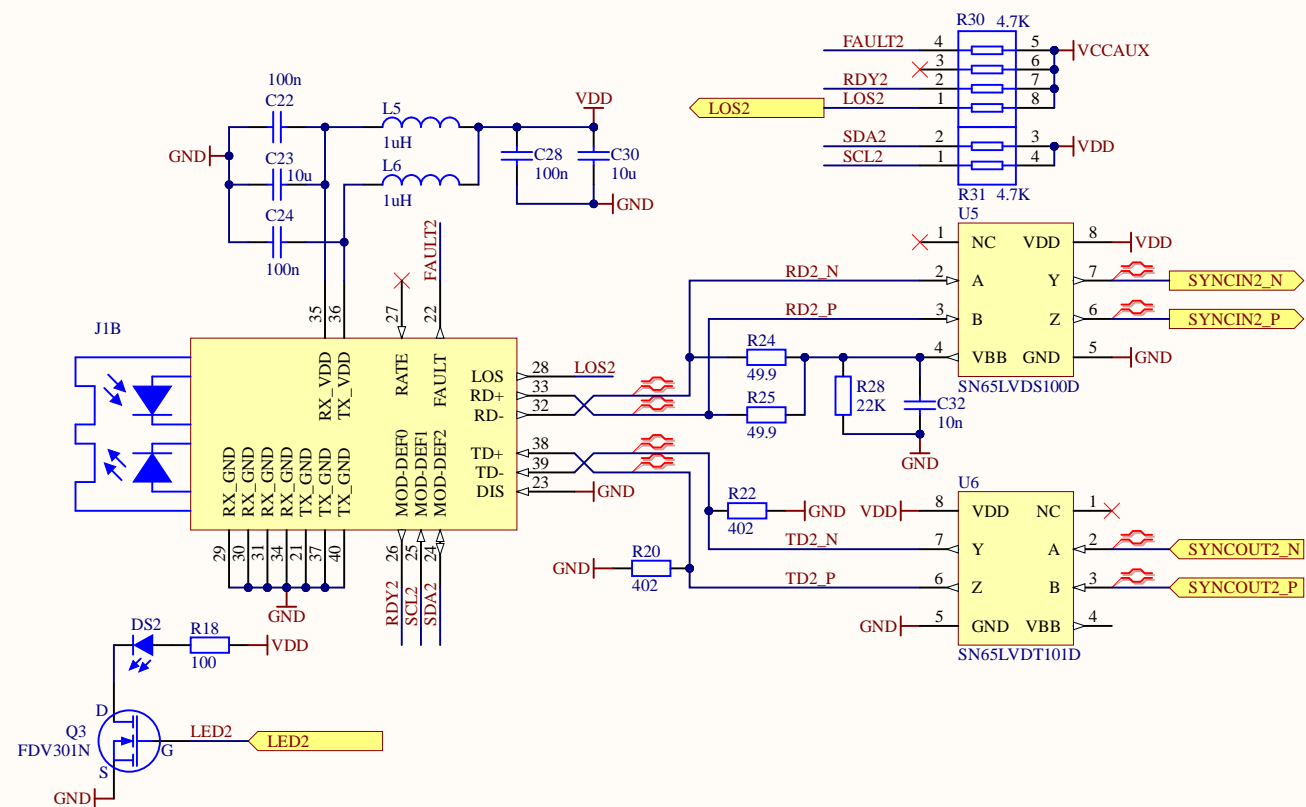 R30 4.7K
FAULT2 4 5 VCCAUX
3 6
RDY2 2 7
LOS2 LOS2 1 8
SDA2 2 3 VDD
SCL2 1 4
R31 4.7K
100n
C22
GND
C23
10u
C24
100n
L5
1uH
L6
1uH
VDD
C28
100n
C30
10u
GND
FAULT2
35
36
27
22
J1B
RX_VDD
TX_VDD
RATE
FAULT
LOS 28 LOS2
RD+ 33
RD- 32
TD+ 38
TD- 39
DIS 23 GND
RX_GND
RX_GND
RX_GND
RX_GND
TX_GND
TX_GND
TX_GND
MOD-DEF0
MOD-DEF1
MOD-DEF2
29
30
31
34
21
37
40
26
25
24
GND
RDY2
SCL2
SDA2
U5
1 NC VDD 8 VDD
RD2_N 2 A Y 7 SYNCIN2_N
RD2_P 3 B Z 6 SYNCIN2_P
4 VBB GND 5 GND
SN65LVDS100D
R24
49.9
R25
49.9
R28
22K
C32
10n
GND
U6
R22
402
GND
VDD 8 VDD NC 1
TD2_N 7 Y A 2 SYNCOUT2_N
GND R20
402
TD2_P 6 Z B 3 SYNCOUT2_P
GND 5 GND VBB 4
SN65LVDT101D
DS2
R18
100
VDD
D
Q3
FDV301N
G
S
LED2
LED2
GND